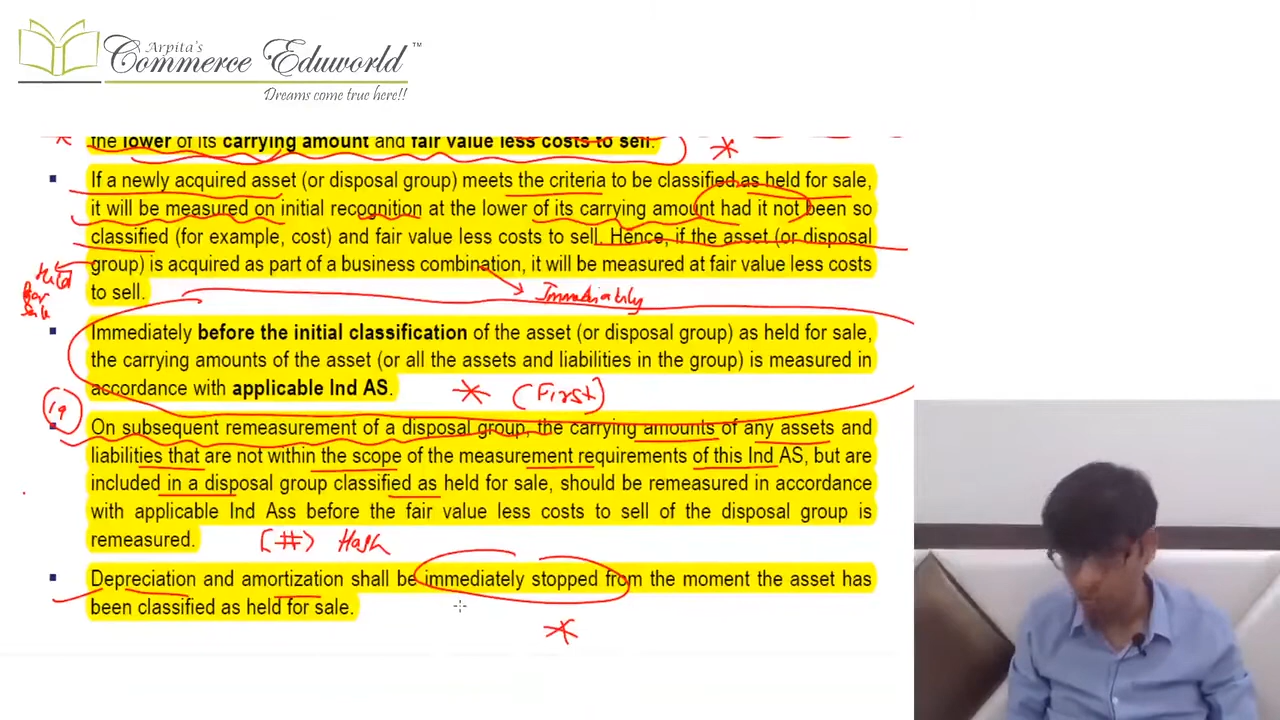 Arpita's
Commerce Eduworld™
Dreams come true here!!
the lower of its carrying amount and fair value less costs to sell.
If a newly acquired asset (or disposal group) meets the criteria to be classified as held for sale,
it will be measured on initial recognition at the lower of its carrying amount had it not been so
classified (for example, cost) and fair value less costs to sell. Hence, if the asset (or disposal
group) is acquired as part of a business combination, it will be measured at fair value less costs
to sell.
Held
for
Sale
Immediately
Immediately before the initial classification of the asset (or disposal group) as held for sale,
the carrying amounts of the asset (or all the assets and liabilities in the group) is measured in
accordance with applicable Ind AS.
(First)
19
On subsequent remeasurement of a disposal group, the carrying amounts of any assets and
liabilities that are not within the scope of the measurement requirements of this Ind AS, but are
included in a disposal group classified as held for sale, should be remeasured in accordance
with applicable Ind Ass before the fair value less costs to sell of the disposal group is
remeasured.
(#) Hash
Depreciation and amortization shall be immediately stopped from the moment the asset has
been classified as held for sale.